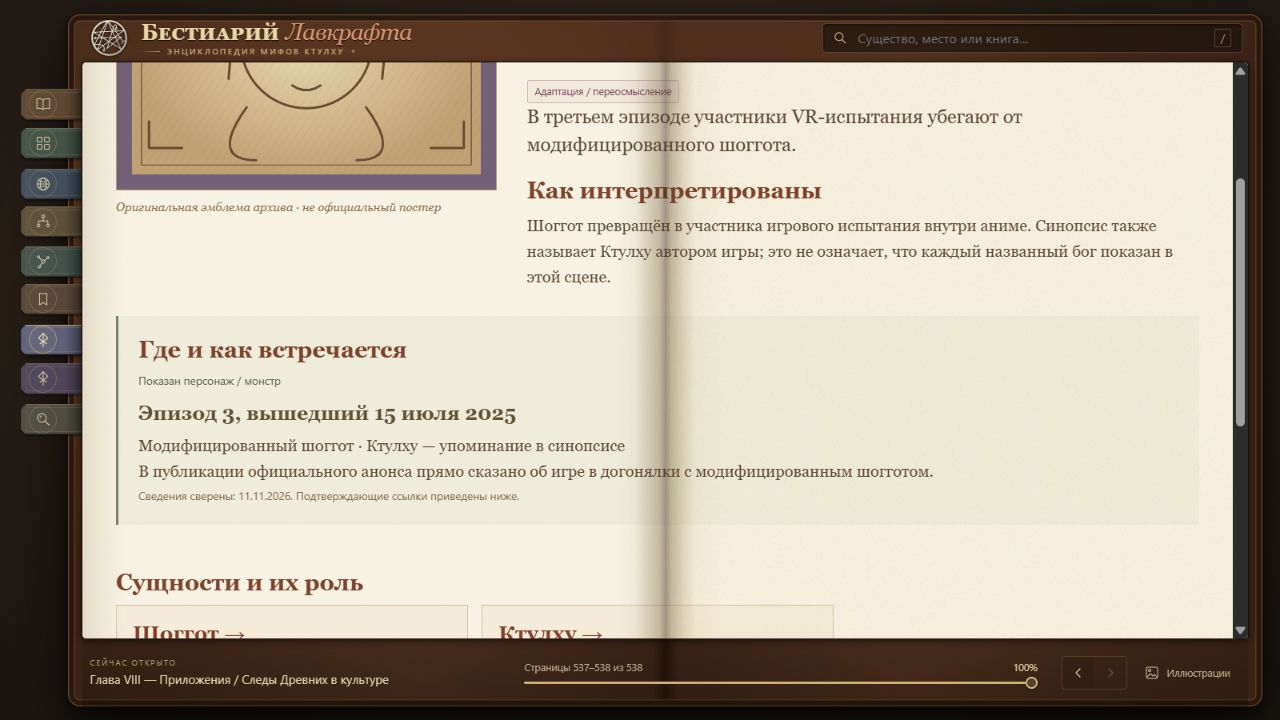 Бестиарий Лавкрафта
ЭНЦИКЛОПЕДИЯ МИФОВ КТУЛХУ
Существо, место или книга...
/
Адаптация / переосмысление
В третьем эпизоде участники VR-испытания убегают от
модифицированного шоггота.
Как интерпретированы
Шоггот превращён в участника игрового испытания внутри аниме. Синопсис также
называет Ктулху автором игры; это не означает, что каждый названный бог показан в
этой сцене.
Оригинальная эмблема архива · не официальный постер
Где и как встречается
Показан персонаж / монстр
Эпизод 3, вышедший 15 июля 2025
Модифицированный шоггот · Ктулху — упоминание в синопсисе
В публикации официального анонса прямо сказано об игре в догонялки с модифицированным шогготом.
Сведения сверены: 11.11.2026. Подтверждающие ссылки приведены ниже.
Сущности и их роль
Шоггот →
Ктулху →
СЕЙЧАС ОТКРЫТО
Глава VIII — Приложения / Следы Древних в культуре
Страницы 537–538 из 538
100%
Иллюстрации